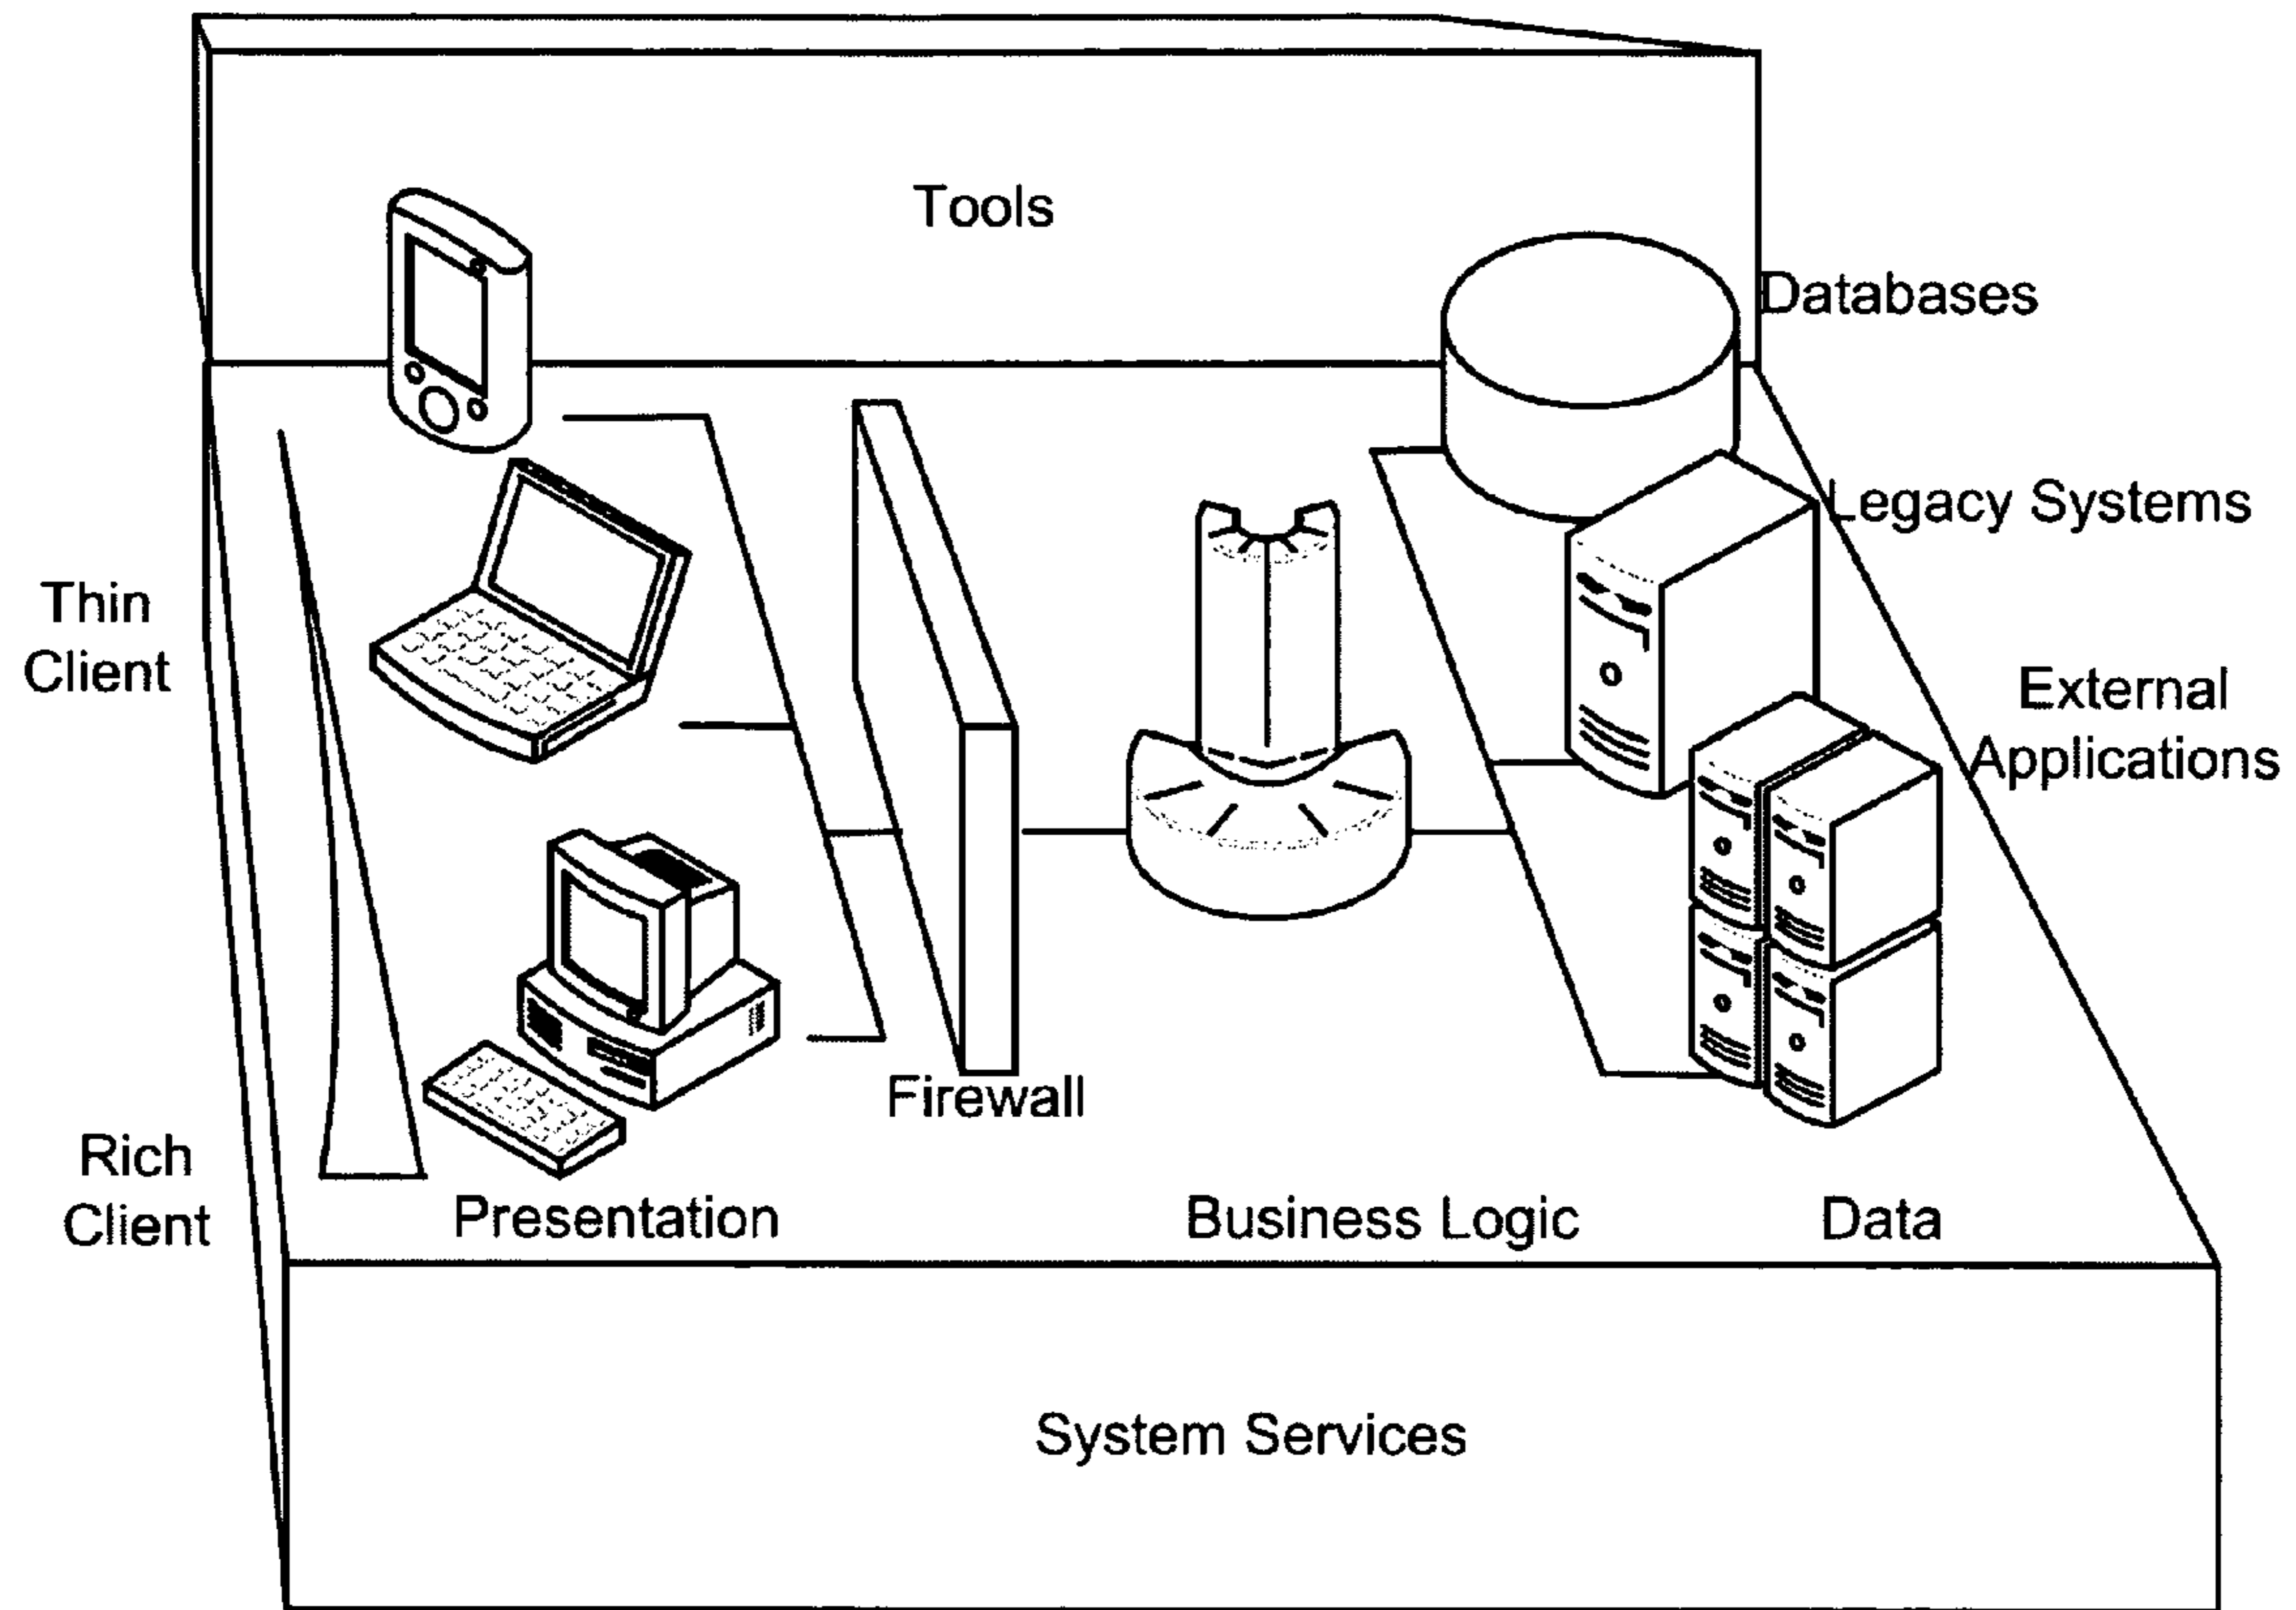 Tools
Databases
Legacy Systems
Thin
Client
External
Applications
Firewall
Rich
Client
Presentation
Business Logic
Data
System Services